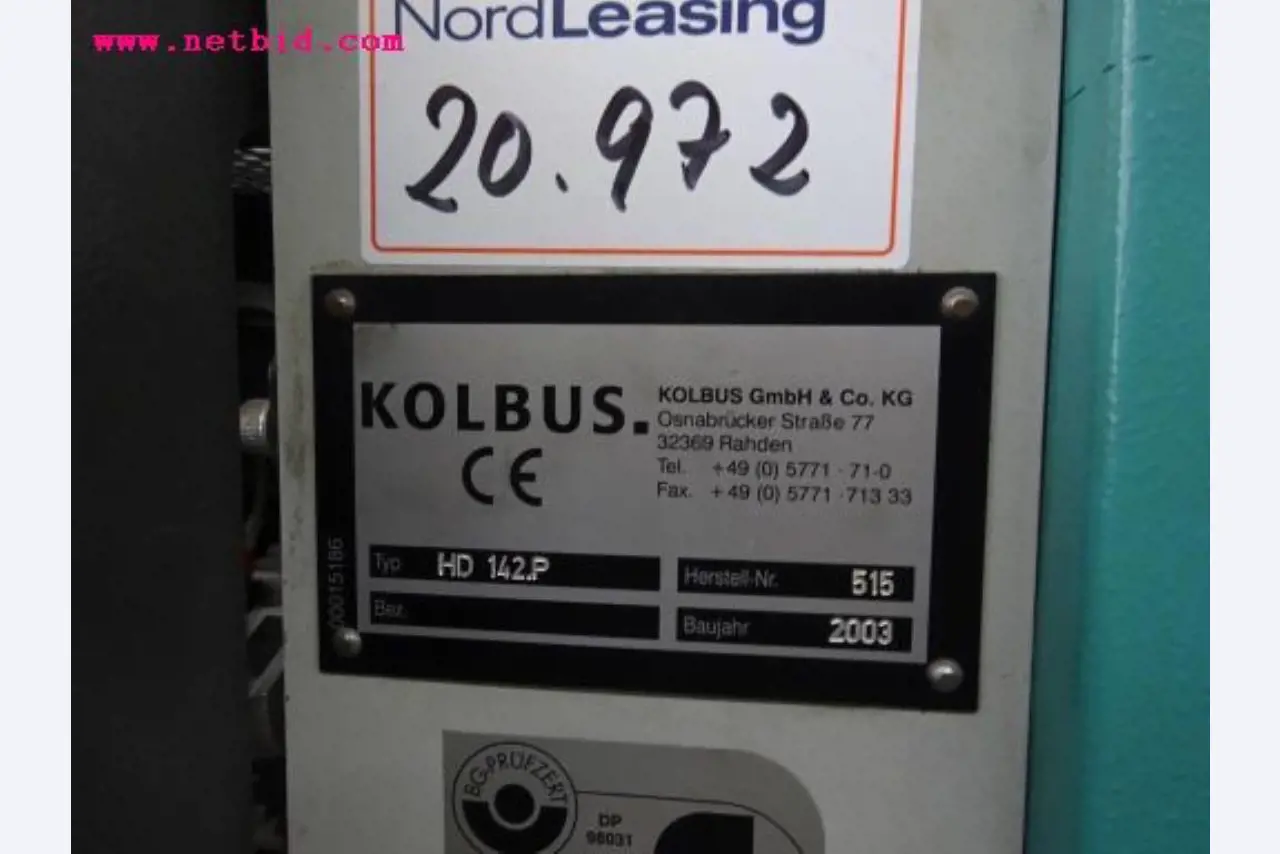 www.netbid.com
NordLeasing
20.972
KOLBUS.
CE
KOLBUS GmbH & Co. KG
Osnabrücker Straße 77
32369 Rahden
Tel. +49 (0) 5771 - 71-0
Fax. +49 (0) 5771 - 713 33
00015186
Typ HD 142.P
Bez.
Herstell-Nr. 515
Baujahr 2003
BG-PRÜFZERT
DP
98031